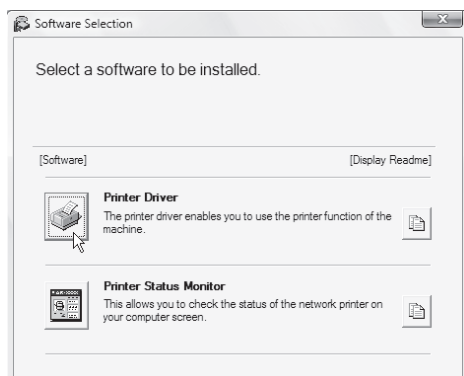 Software Selection
Select a software to be installed.
[Software] [Display Readme]
Printer Driver
The printer driver enables you to use the printer function of the
machine.
Printer Status Monitor
This allows you to check the status of the network printer on
your computer screen.